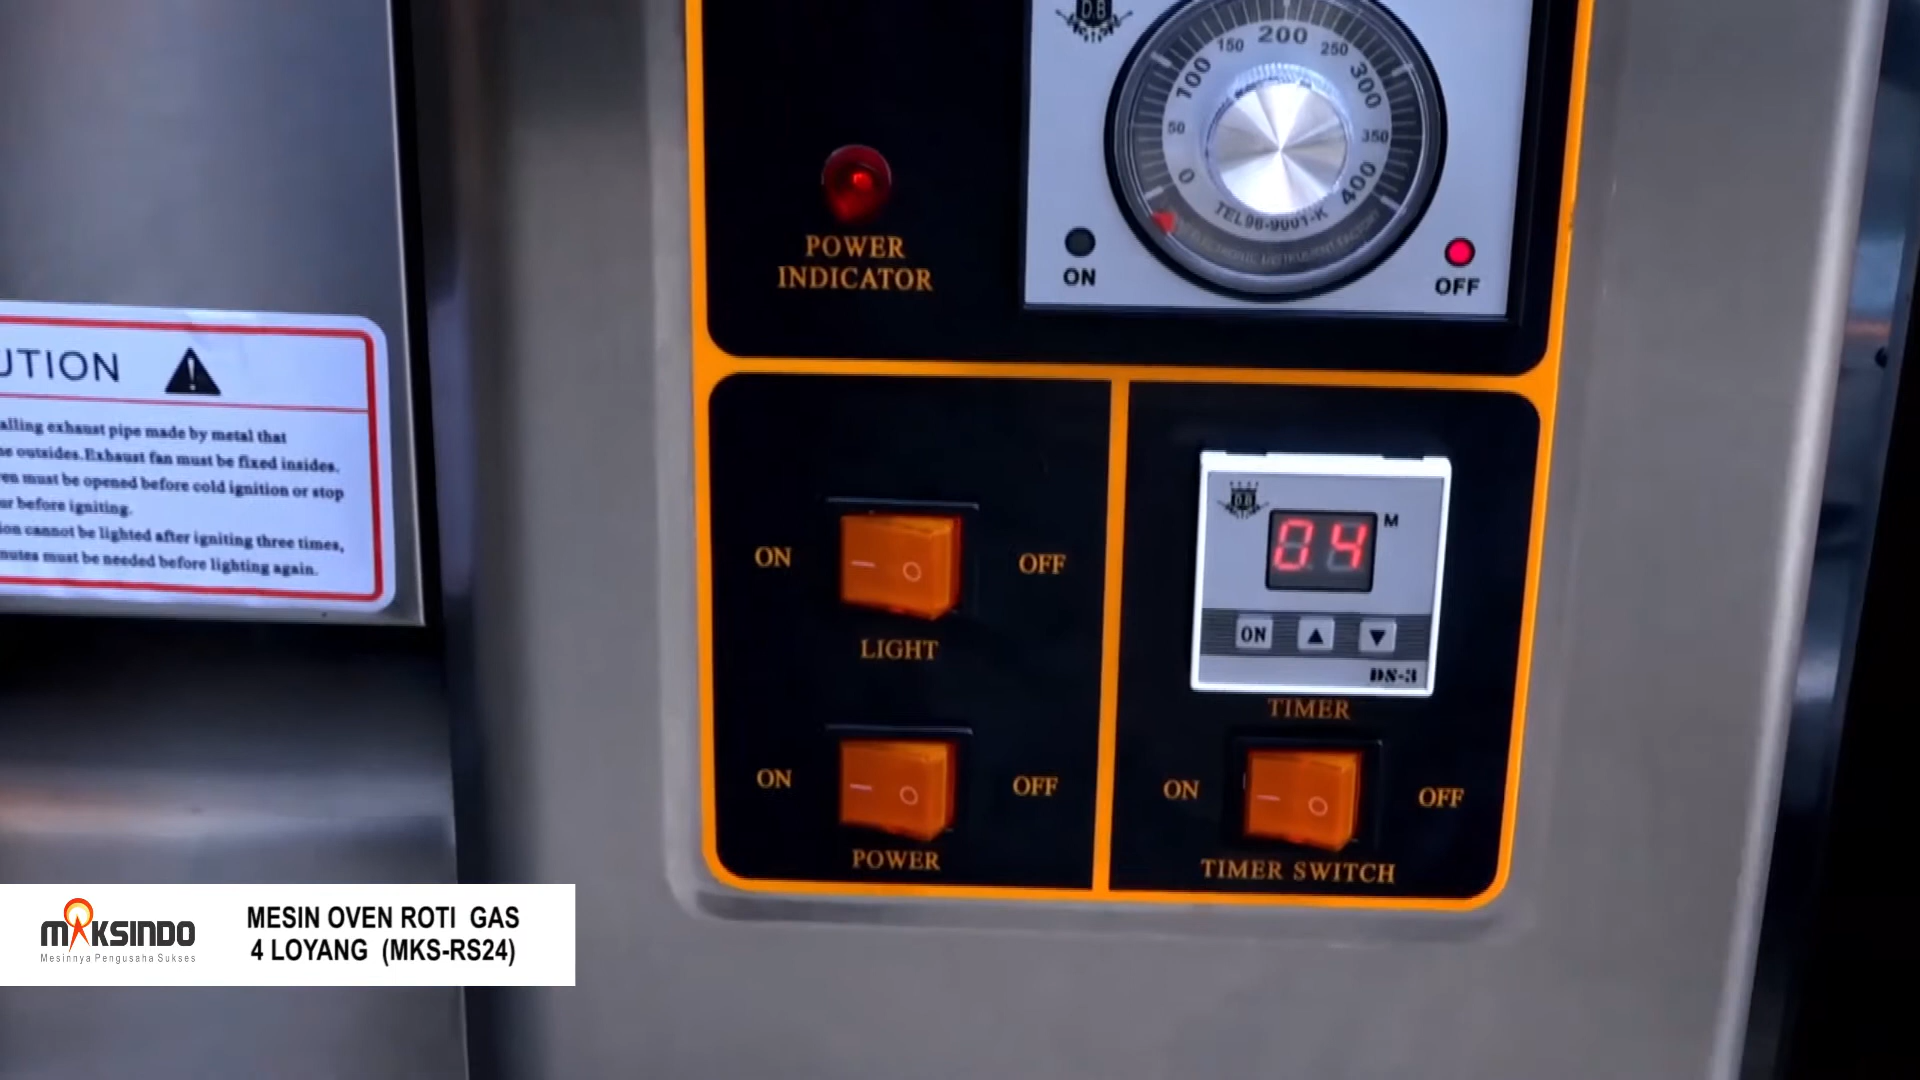 D.B
0 50 100 150 200 250 300 350 400
TEL96-9001-K
ELECTRONIC INSTRUMENT FACTORY
ON
OFF
POWER
INDICATOR
UTION
alling exhaust pipe made by metal that
e outsides.Exhaust fan must be fixed insides.
en must be opened before cold ignition or stop
ur before igniting.
ion cannot be lighted after igniting three times,
nutes must be needed before lighting again.
ON
OFF
LIGHT
ON
OFF
POWER
D.B
04 M
ON
DS-3
TIMER
ON
OFF
TIMER SWITCH
MAKSINDO
Mesinnya Pengusaha Sukses
MESIN OVEN ROTI GAS
4 LOYANG (MKS-RS24)